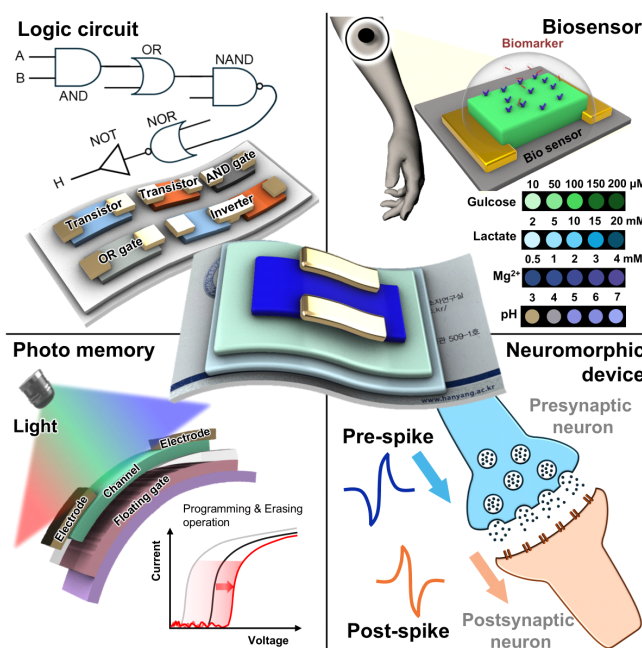 Logic circuit
A
B
AND
OR
NAND
NOR
NOT
H
Transistor
Transistor
AND gate
OR gate
Inverter
Biosensor
Biomarker
Bio sensor
10 50 100 150 200 μM
Gulcose
2 5 10 15 20 mM
Lactate
0.5 1 2 3 4 mM
Mg²⁺
3 4 5 6 7
pH
509-1호
www.hanyang.ac.kr
Photo memory
Light
Electrode
Channel
Floating gate
Electrode
Programming & Erasing
operation
Current
Voltage
Neuromorphic
device
Presynaptic
neuron
Pre-spike
Post-spike
Postsynaptic
neuron